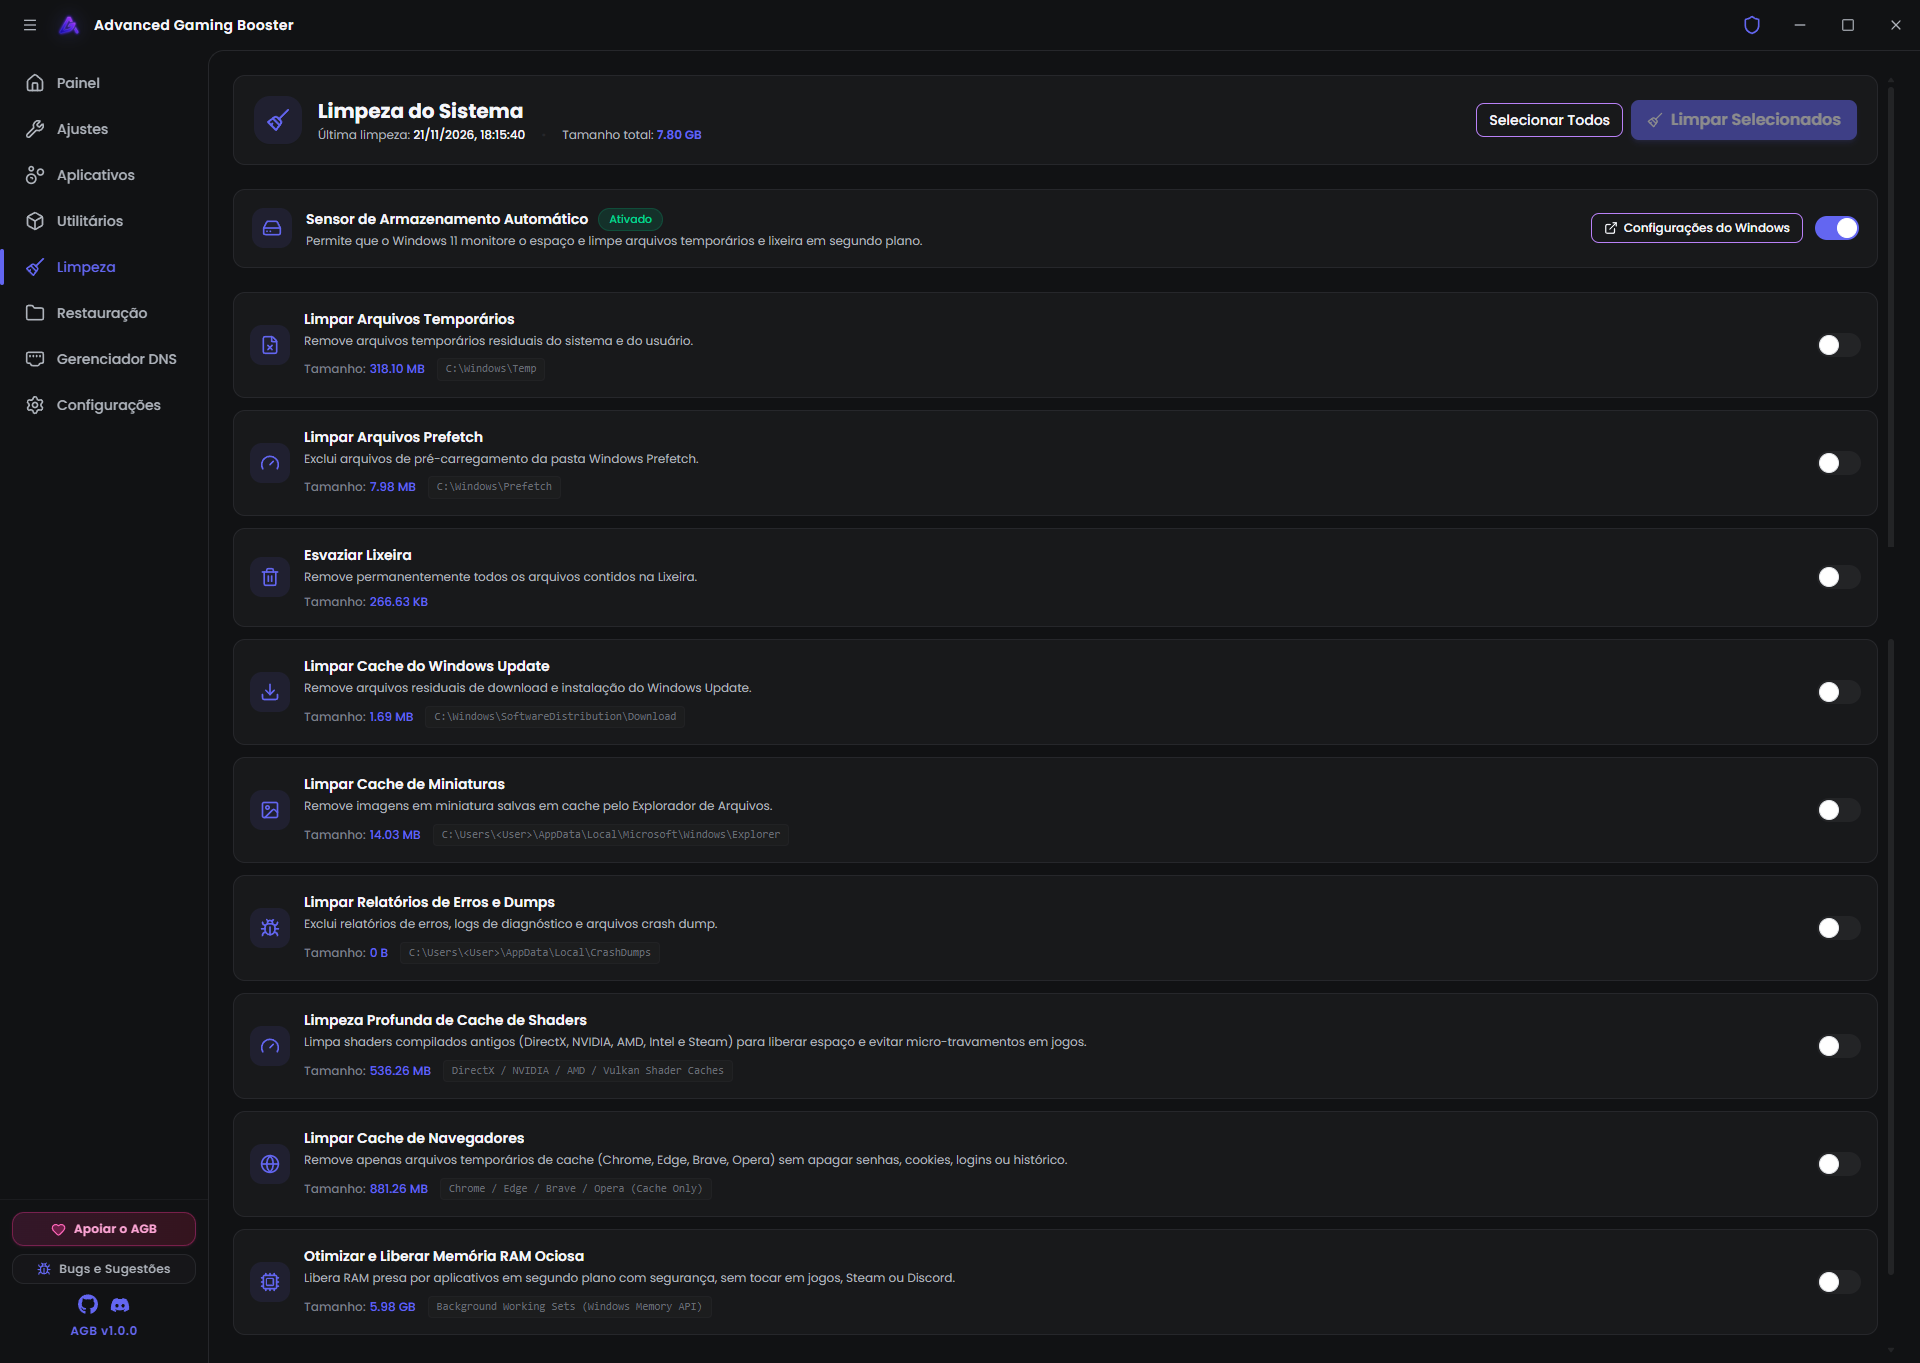 Advanced Gaming Booster
Painel
Ajustes
Aplicativos
Utilitários
Limpeza
Restauração
Gerenciador DNS
Configurações
Apoiar o AGB
Bugs e Sugestões
AGB v1.0.0
Limpeza do Sistema
Última limpeza: 21/11/2026, 18:15:40 · Tamanho total: 7.80 GB
Selecionar Todos
Limpar Selecionados
Sensor de Armazenamento Automático Ativado
Permite que o Windows 11 monitore o espaço e limpe arquivos temporários e lixeira em segundo plano.
Configurações do Windows
Limpar Arquivos Temporários
Remove arquivos temporários residuais do sistema e do usuário.
Tamanho: 318.10 MB C:\Windows\Temp
Limpar Arquivos Prefetch
Exclui arquivos de pré-carregamento da pasta Windows Prefetch.
Tamanho: 7.98 MB C:\Windows\Prefetch
Esvaziar Lixeira
Remove permanentemente todos os arquivos contidos na Lixeira.
Tamanho: 266.63 KB
Limpar Cache do Windows Update
Remove arquivos residuais de download e instalação do Windows Update.
Tamanho: 1.69 MB C:\Windows\SoftwareDistribution\Download
Limpar Cache de Miniaturas
Remove imagens em miniatura salvas em cache pelo Explorador de Arquivos.
Tamanho: 14.03 MB C:\Users\<User>\AppData\Local\Microsoft\Windows\Explorer
Limpar Relatórios de Erros e Dumps
Exclui relatórios de erros, logs de diagnóstico e arquivos crash dump.
Tamanho: 0 B C:\Users\<User>\AppData\Local\CrashDumps
Limpeza Profunda de Cache de Shaders
Limpa shaders compilados antigos (DirectX, NVIDIA, AMD, Intel e Steam) para liberar espaço e evitar micro-travamentos em jogos.
Tamanho: 536.26 MB DirectX / NVIDIA / AMD / Vulkan Shader Caches
Limpar Cache de Navegadores
Remove apenas arquivos temporários de cache (Chrome, Edge, Brave, Opera) sem apagar senhas, cookies, logins ou histórico.
Tamanho: 881.26 MB Chrome / Edge / Brave / Opera (Cache Only)
Otimizar e Liberar Memória RAM Ociosa
Libera RAM presa por aplicativos em segundo plano com segurança, sem tocar em jogos, Steam ou Discord.
Tamanho: 5.98 GB Background Working Sets (Windows Memory API)